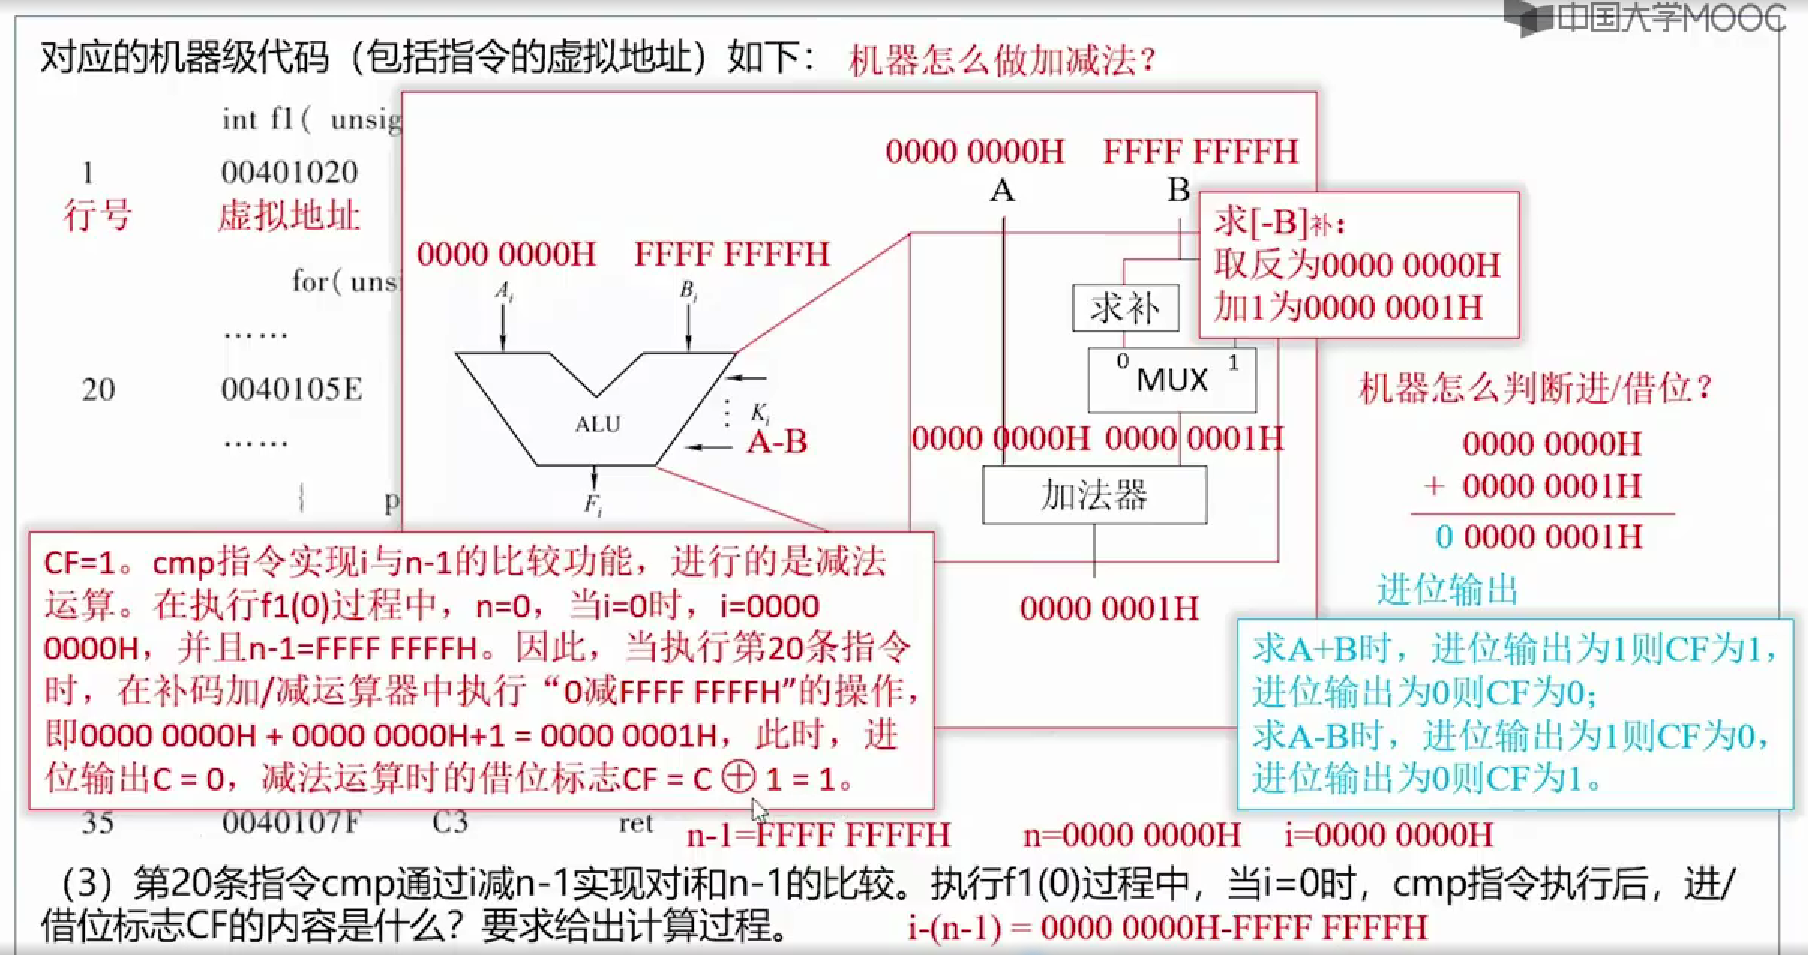 中国大学MOOC
对应的机器级代码（包括指令的虚拟地址）如下：
机器怎么做加减法？
int f1( unsig
1 00401020
行号 虚拟地址
for( uns
……
20 0040105E
……
{ p
0000 0000H FFFF FFFFH
A B
0000 0000H FFFF FFFFH
Ai Bi
ALU
Ki
A-B
Fi
求补
0 1
MUX
0000 0000H 0000 0001H
加法器
0000 0001H
求[-B]补：
取反为0000 0000H
加1为0000 0001H
机器怎么判断进/借位？
0000 0000H
+ 0000 0001H
0 0000 0001H
进位输出
CF=1。cmp指令实现i与n-1的比较功能，进行的是减法
运算。在执行f1(0)过程中，n=0，当i=0时，i=0000
0000H，并且n-1=FFFF FFFFH。因此，当执行第20条指令
时，在补码加/减运算器中执行“0减FFFF FFFFH”的操作，
即0000 0000H + 0000 0000H+1 = 0000 0001H，此时，进
位输出C = 0，减法运算时的借位标志CF = C ⊕ 1 = 1。
求A+B时，进位输出为1则CF为1，
进位输出为0则CF为0；
求A-B时，进位输出为1则CF为0，
进位输出为0则CF为1。
35 0040107F C3 ret
n-1=FFFF FFFFH n=0000 0000H i=0000 0000H
（3）第20条指令cmp通过i减n-1实现对i和n-1的比较。执行f1(0)过程中，当i=0时，cmp指令执行后，进/
借位标志CF的内容是什么？要求给出计算过程。
i-(n-1) = 0000 0000H-FFFF FFFFH